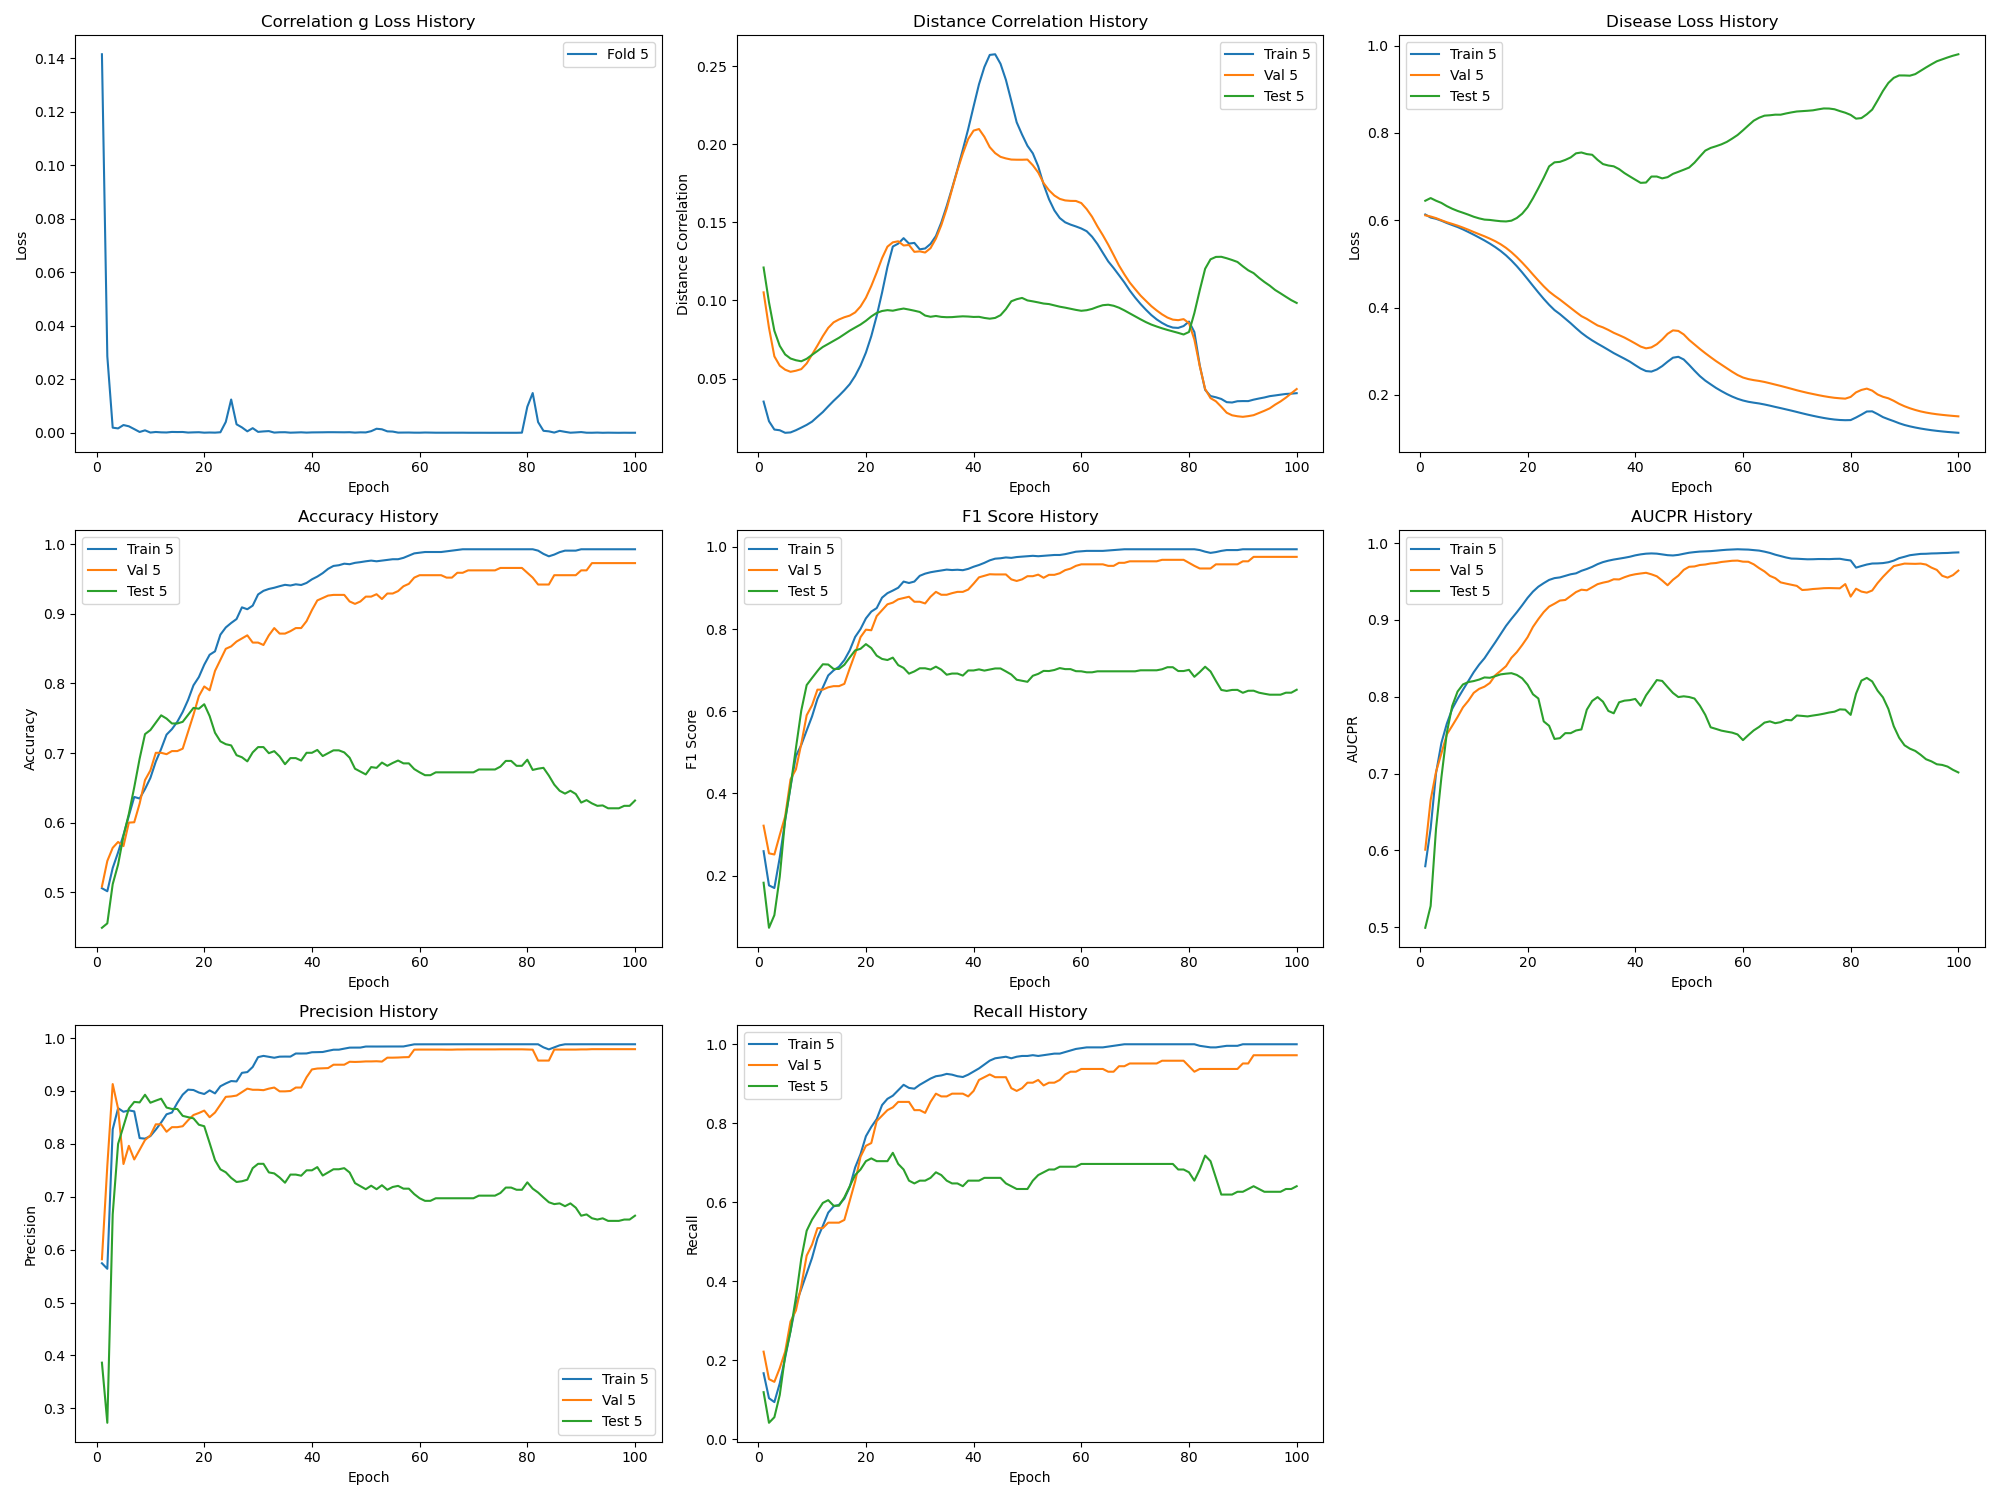 Correlation g Loss History
Fold 5
Loss
0.14
0.12
0.10
0.08
0.06
0.04
0.02
0.00
0 20 40 60 80 100
Epoch
Distance Correlation History
Train 5
Val 5
Test 5
Distance Correlation
0.25
0.20
0.15
0.10
0.05
0 20 40 60 80 100
Epoch
Disease Loss History
Train 5
Val 5
Test 5
Loss
1.0
0.8
0.6
0.4
0.2
0 20 40 60 80 100
Epoch
Accuracy History
Train 5
Val 5
Test 5
Accuracy
1.0
0.9
0.8
0.7
0.6
0.5
0 20 40 60 80 100
Epoch
F1 Score History
Train 5
Val 5
Test 5
F1 Score
1.0
0.8
0.6
0.4
0.2
0 20 40 60 80 100
Epoch
AUCPR History
Train 5
Val 5
Test 5
AUCPR
1.0
0.9
0.8
0.7
0.6
0.5
0 20 40 60 80 100
Epoch
Precision History
Train 5
Val 5
Test 5
Precision
1.0
0.9
0.8
0.7
0.6
0.5
0.4
0.3
0 20 40 60 80 100
Epoch
Recall History
Train 5
Val 5
Test 5
Recall
1.0
0.8
0.6
0.4
0.2
0.0
0 20 40 60 80 100
Epoch